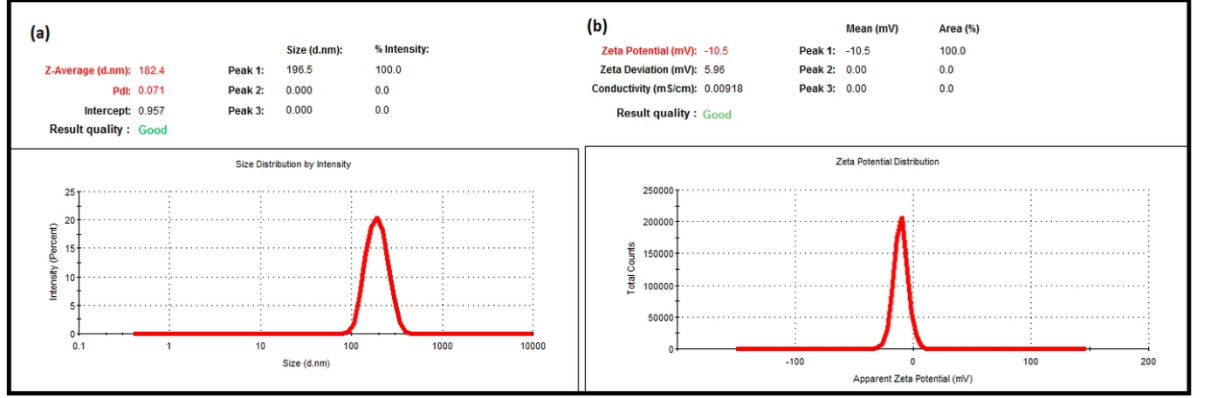 (a)
Size (d.nm): % Intensity:
Z-Average (d.nm): 182.4 Peak 1: 196.5 100.0
PdI: 0.071 Peak 2: 0.000 0.0
Intercept: 0.957 Peak 3: 0.000 0.0
Result quality : Good
Size Distribution by Intensity
Intensity (Percent)
25
20
15
10
5
0
0.1 1 10 100 1000 10000
Size (d.nm)
(b)
Mean (mV) Area (%)
Zeta Potential (mV): -10.5 Peak 1: -10.5 100.0
Zeta Deviation (mV): 5.96 Peak 2: 0.00 0.0
Conductivity (mS/cm): 0.00918 Peak 3: 0.00 0.0
Result quality : Good
Zeta Potential Distribution
Total Counts
250000
200000
150000
100000
50000
0
-100 0 100 200
Apparent Zeta Potential (mV)